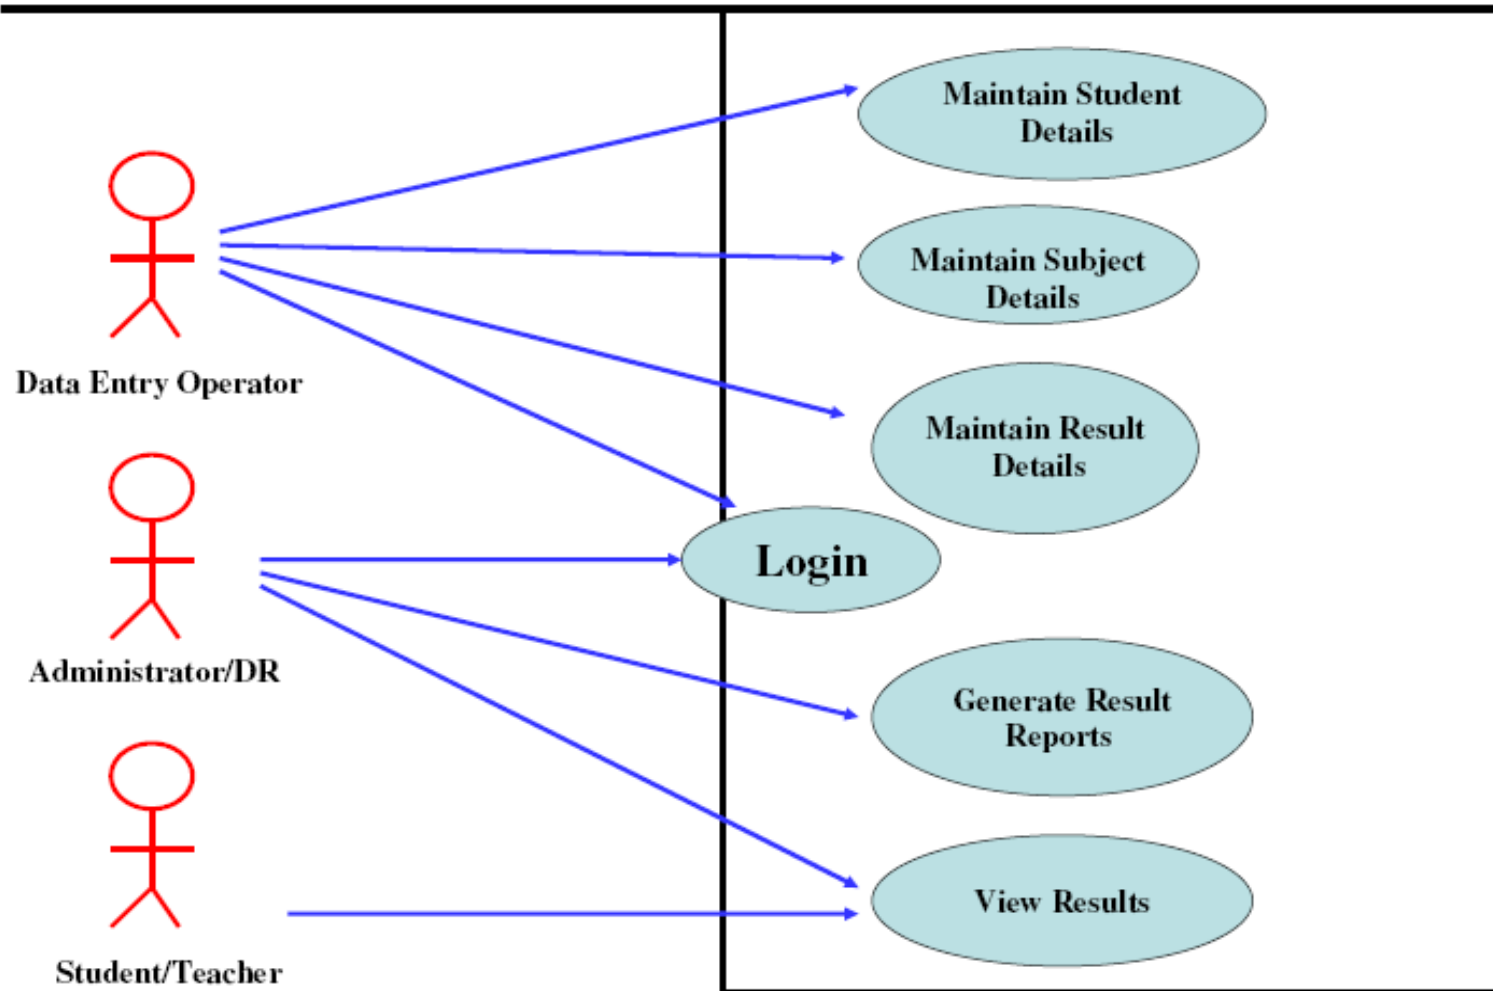 Maintain Student
Details
Maintain Subject
Details
Data Entry Operator
Maintain Result
Details
Login
Administrator/DR
Generate Result
Reports
View Results
Student/Teacher